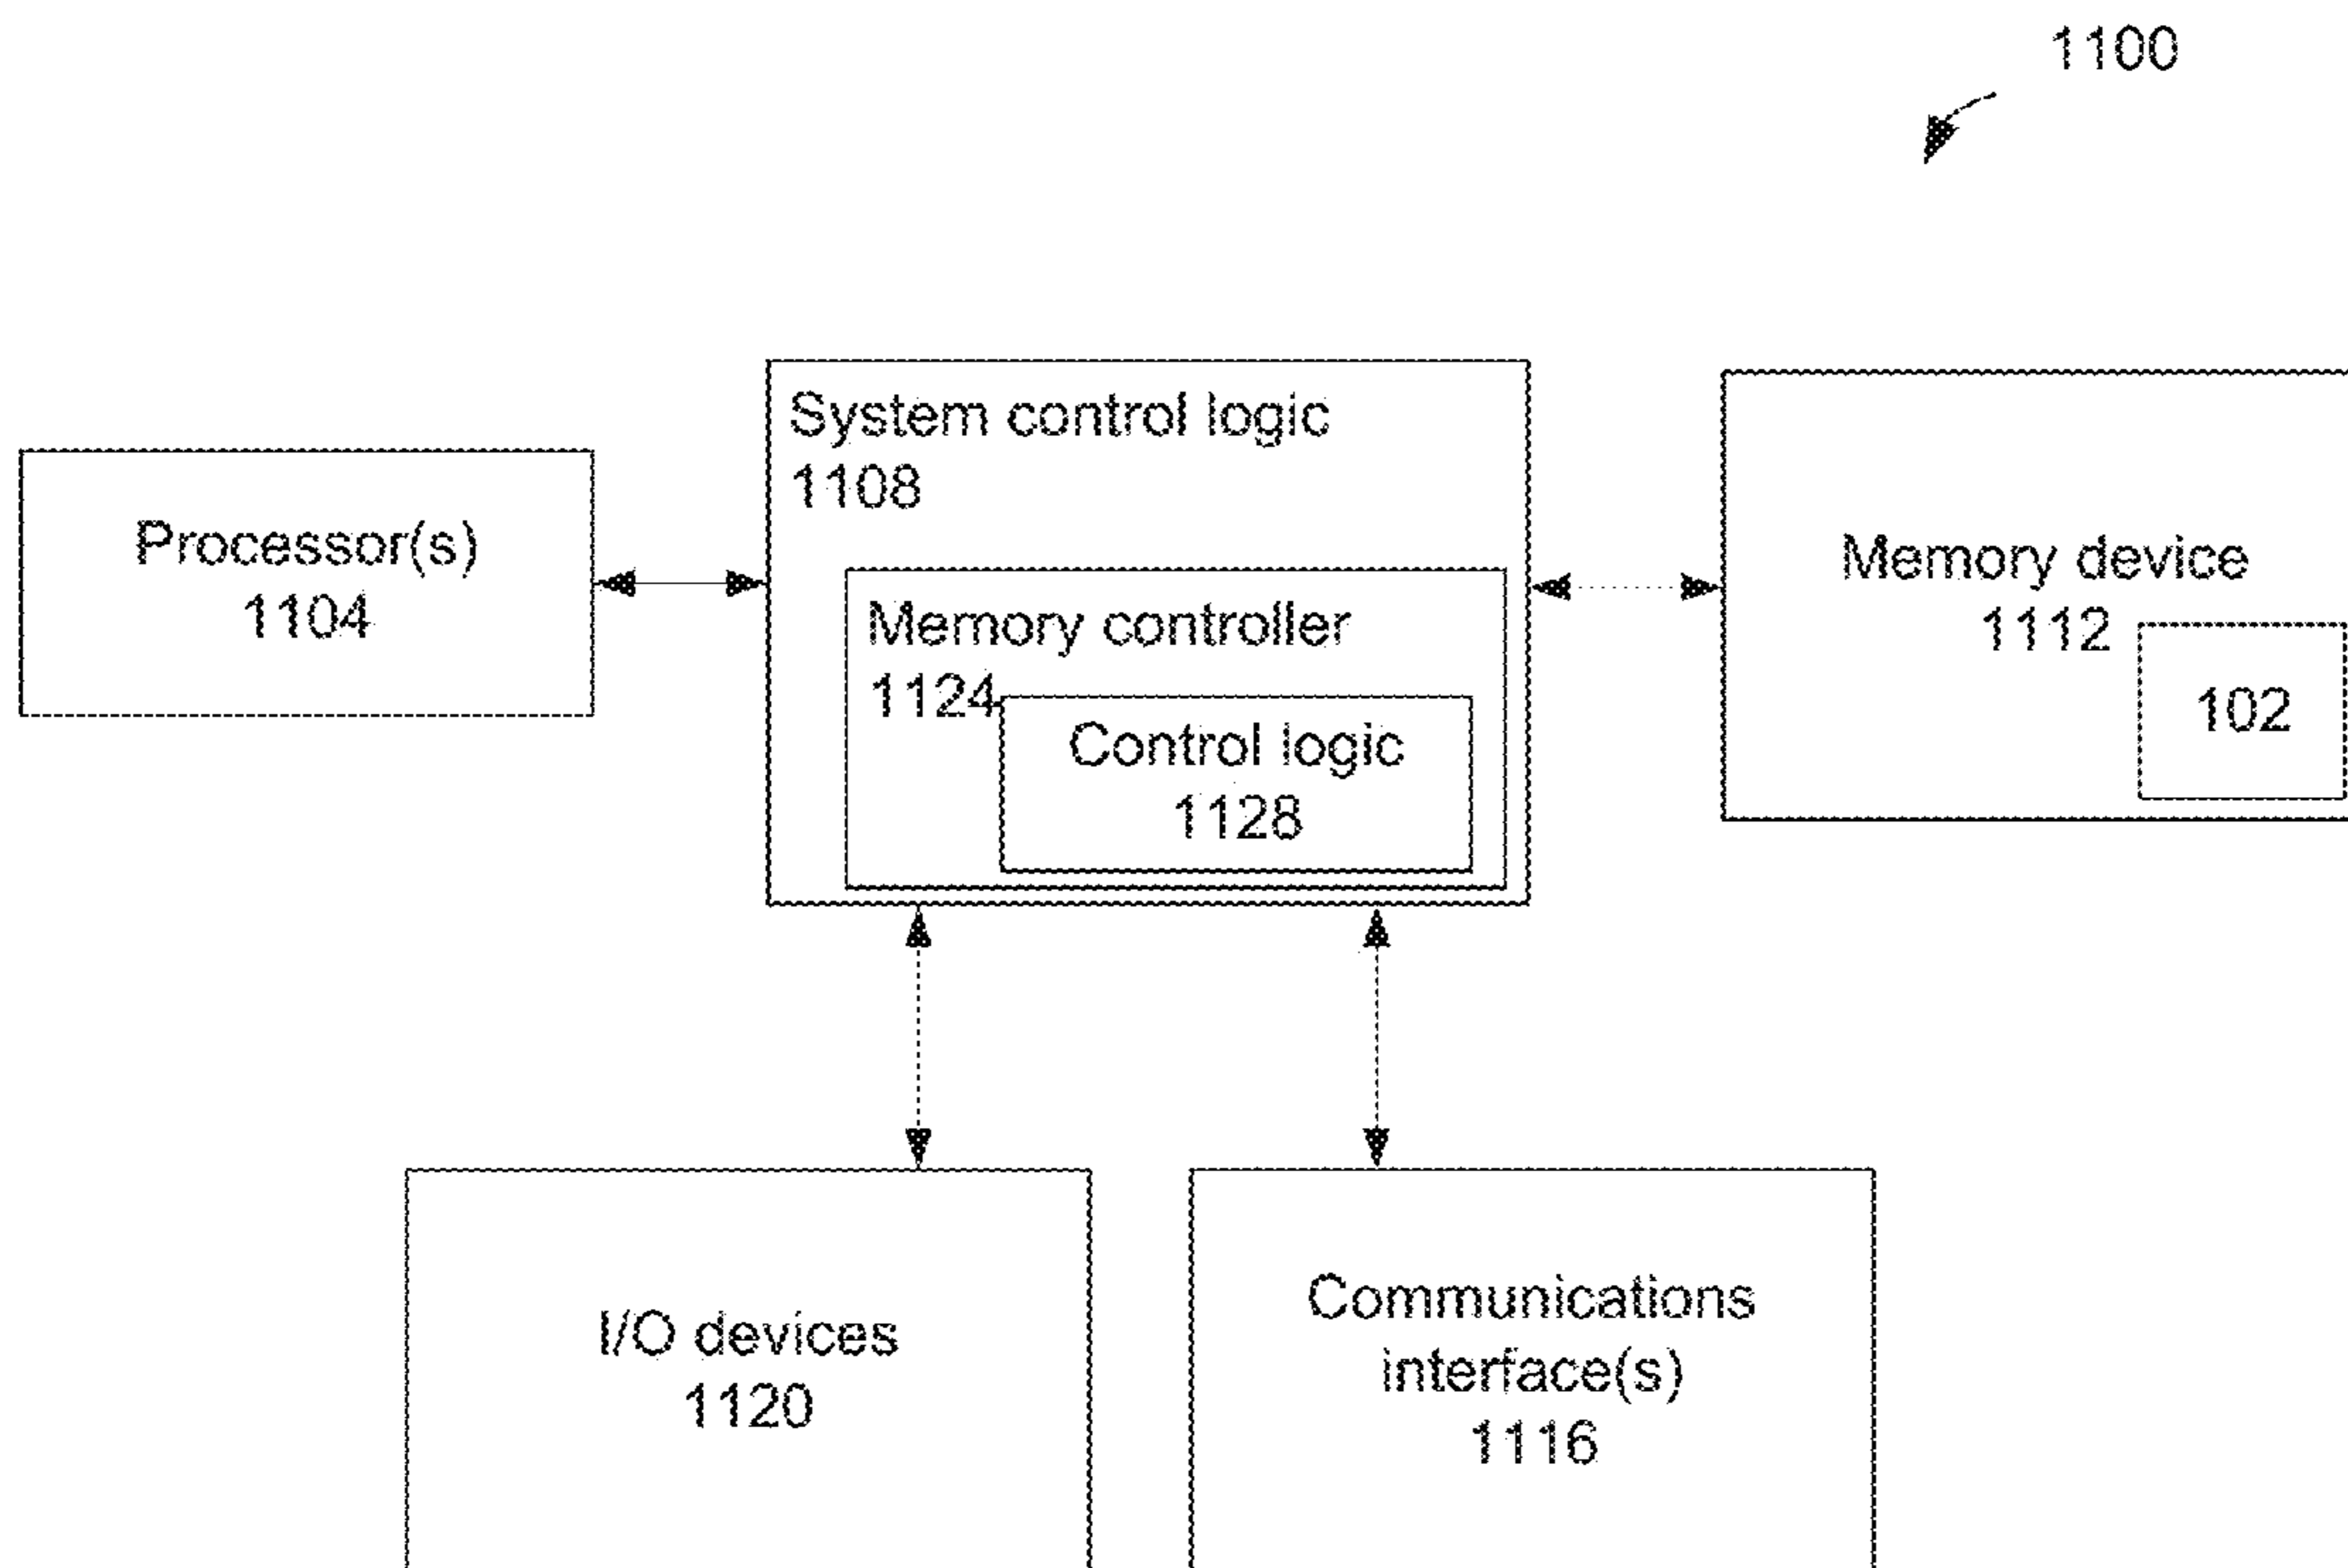 1100
System control logic
1108
Processor(s)
1104
Memory controller
1124
Control logic
1128
Memory device
1112
102
I/O devices
1120
Communications
interface(s)
1116